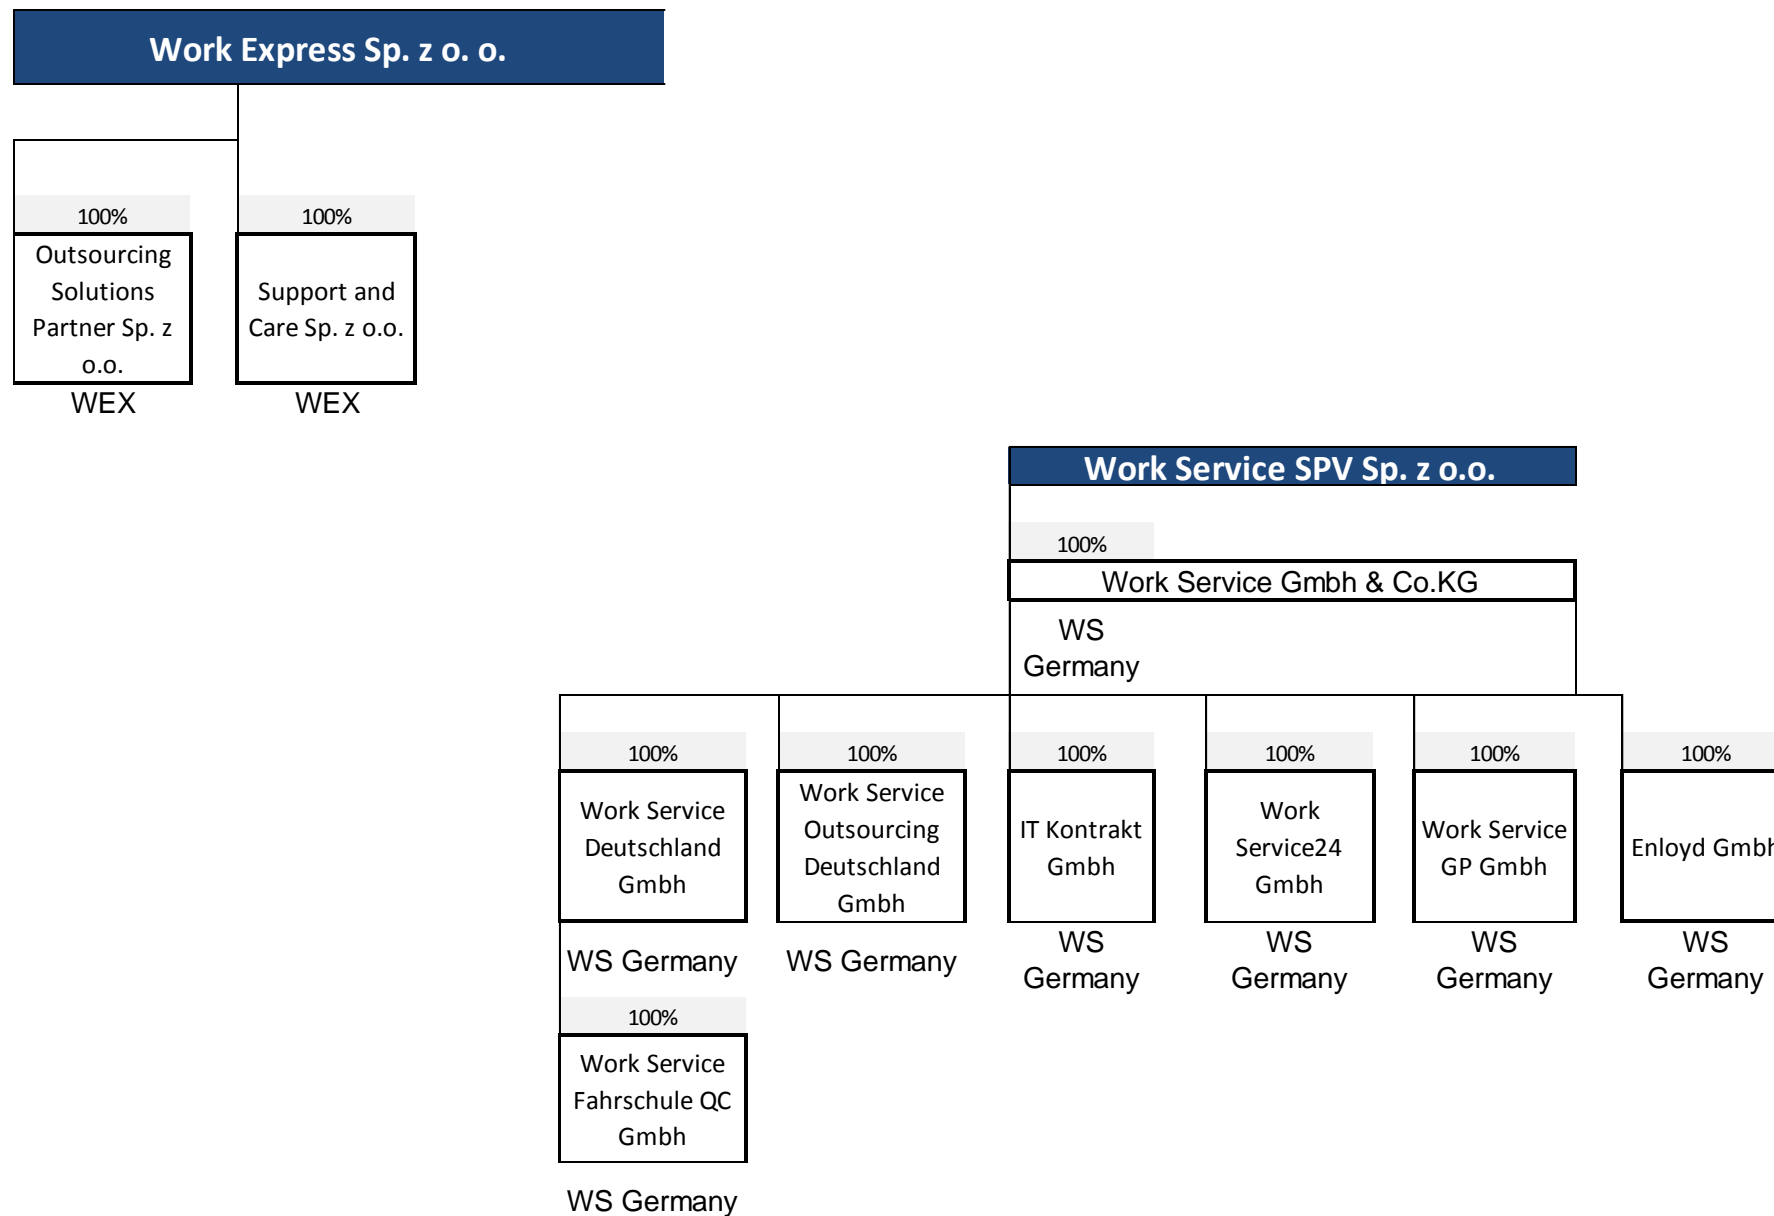 Work Express Sp. z o. o.
100%
100%
Outsourcing
Solutions
Partner Sp. z
o.o.
Support and
Care Sp. z o.o.
WEX
WEX
Work Service SPV Sp. z o.o.
100%
Work Service Gmbh & Co.KG
WS
Germany
100%
100%
100%
100%
100%
100%
Work Service
Deutschland
Gmbh
Work Service
Outsourcing
Deutschland
Gmbh
IT Kontrakt
Gmbh
Work
Service24
Gmbh
Work Service
GP Gmbh
Enloyd Gmbh
WS Germany
WS Germany
WS
Germany
WS
Germany
WS
Germany
WS
Germany
100%
Work Service
Fahrschule QC
Gmbh
WS Germany